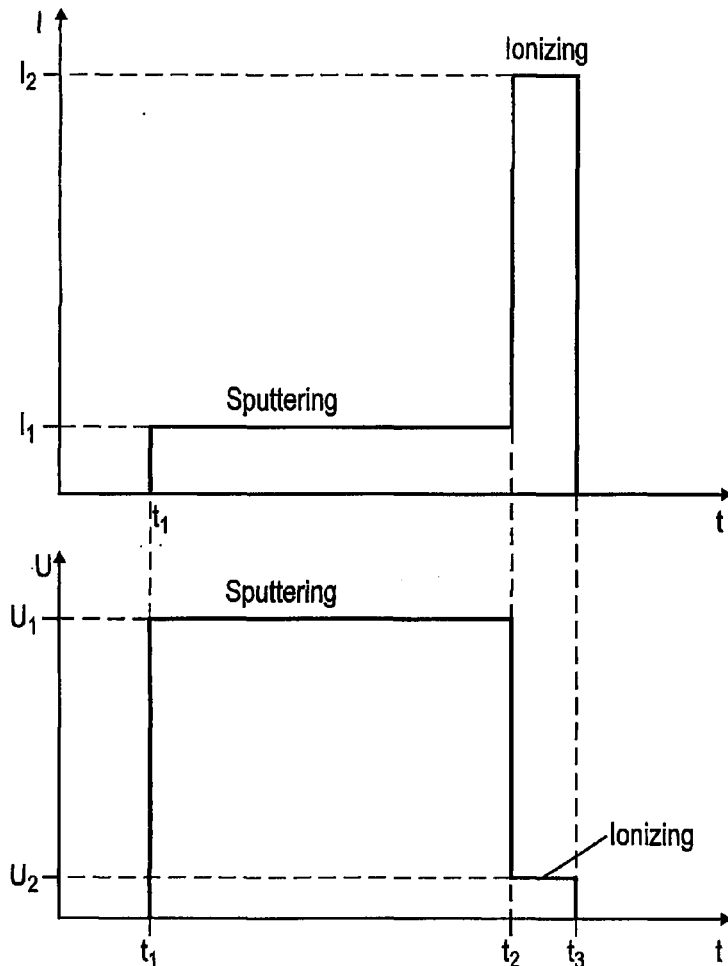 I
Ionizing
I₂
Sputtering
I₁
t₁
t
U
Sputtering
U₁
Ionizing
U₂
t₁
t₂
t₃
t